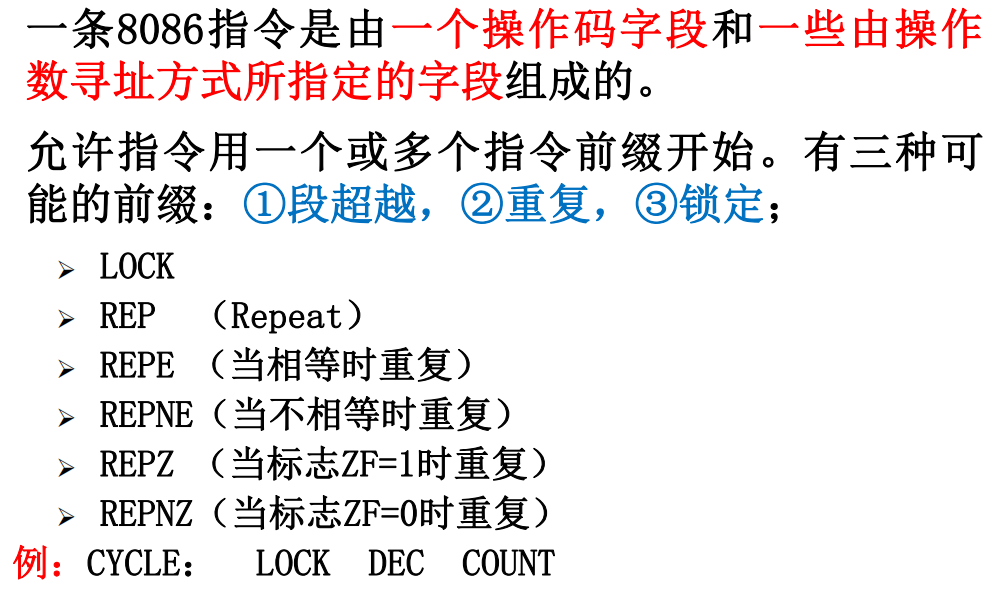 一条8086指令是由一个操作码字段和一些由操作
数寻址方式所指定的字段组成的。
允许指令用一个或多个指令前缀开始。有三种可
能的前缀：①段超越，②重复，③锁定；
➢ LOCK
➢ REP （Repeat）
➢ REPE （当相等时重复）
➢ REPNE（当不相等时重复）
➢ REPZ （当标志ZF=1时重复）
➢ REPNZ（当标志ZF=0时重复）
例：CYCLE： LOCK DEC COUNT